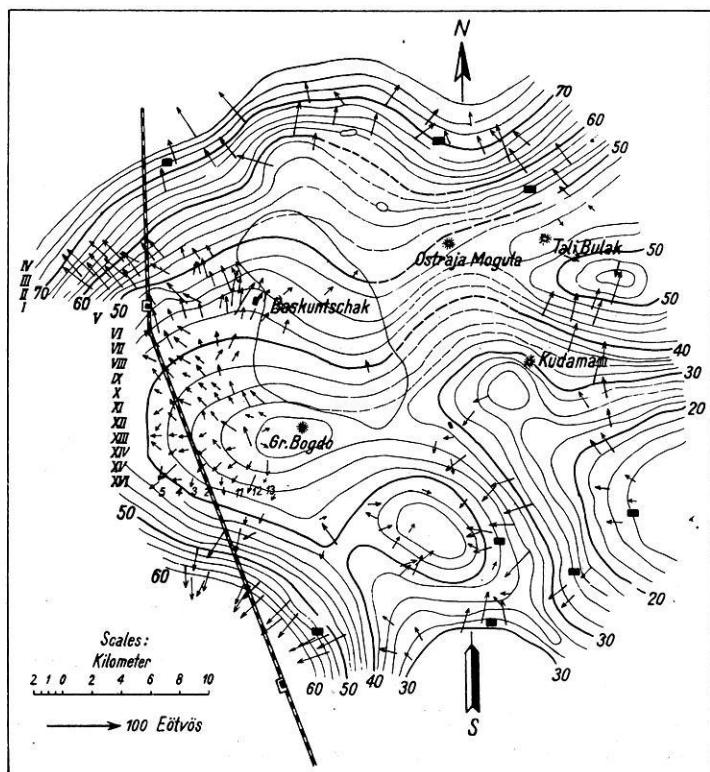 N
70
60
50
Ostraja Moguta
Tali Bulak
50
50
IV
III
II
I
70
60
50
V
Baskuntschak
VI
VII
VIII
IX
X
XI
XII
XIII
XIV
XV
XVI
Kudamam
40
30
20
Gr. Bogdo
5 4 3 2 11 12 13
50
60
20
30
30
60 50 40 30
Scales:
Kilometer
2 1 0 2 4 6 8 10
100 Eötvös
S